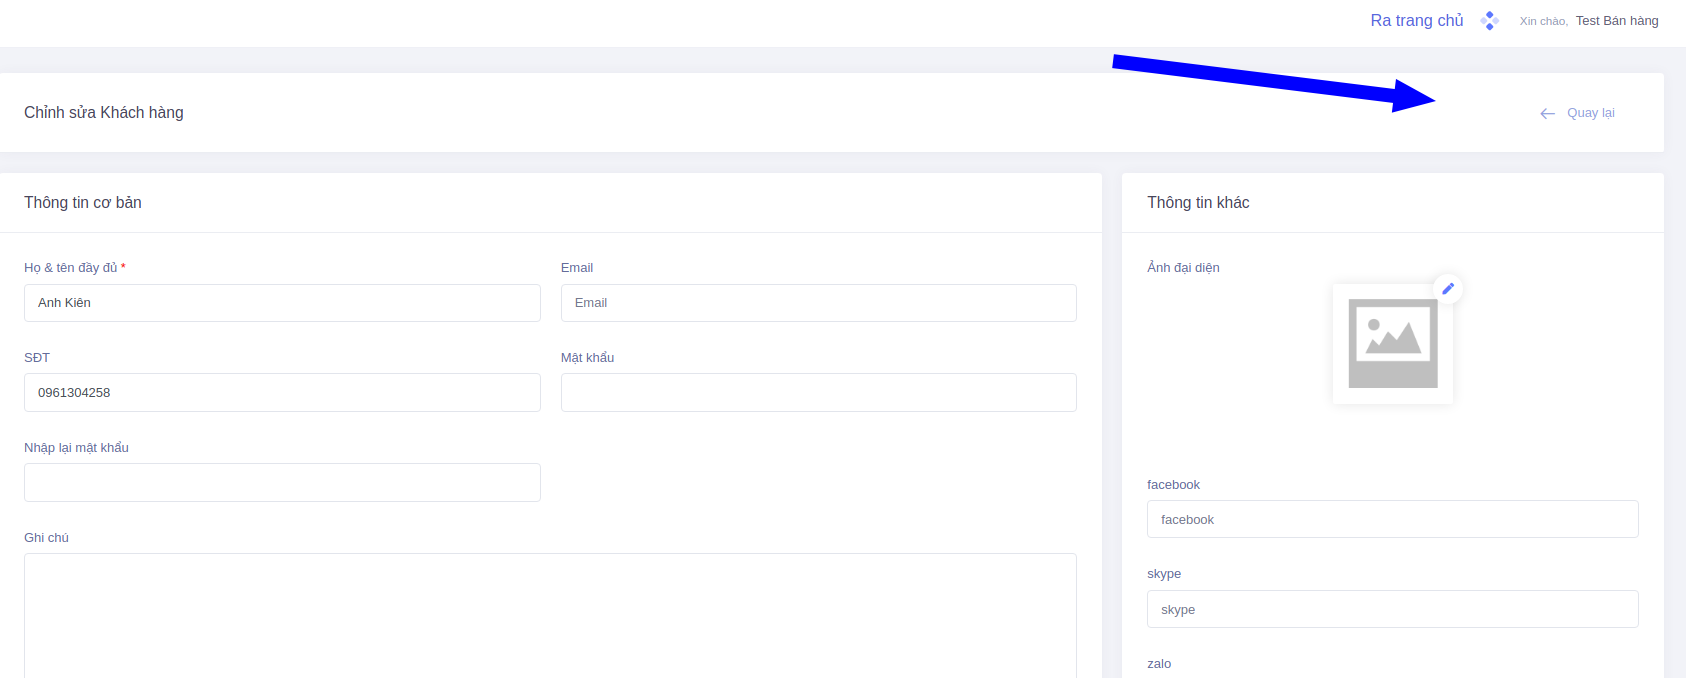 Ra trang chủ Xin chào, Test Bán hàng
Chỉnh sửa Khách hàng
Quay lại
Thông tin cơ bản
Họ & tên đầy đủ *
Anh Kiên
Email
Email
SĐT
0961304258
Mật khẩu
Nhập lại mật khẩu
Ghi chú
Thông tin khác
Ảnh đại diện
facebook
facebook
skype
skype
zalo